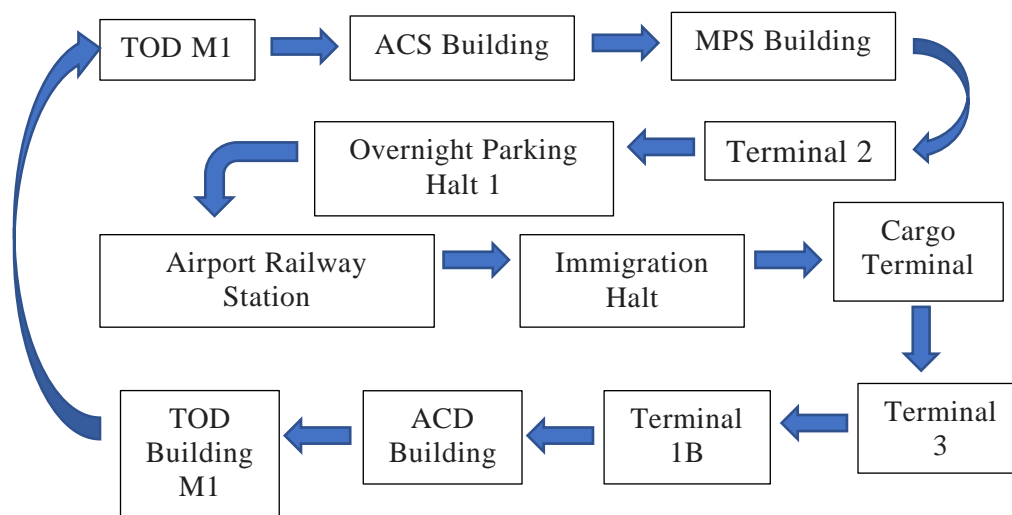 TOD M1
ACS Building
MPS Building
Terminal 2
Overnight Parking
Halt 1
Airport Railway
Station
Immigration
Halt
Cargo
Terminal
Terminal
3
Terminal
1B
ACD
Building
TOD
Building
M1